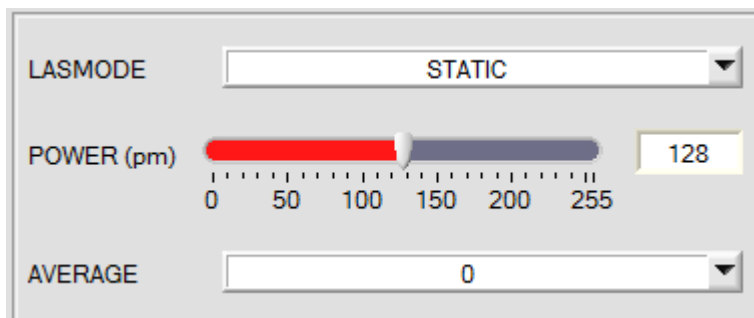 LASMODE STATIC
POWER (pm) 128
0 50 100 150 200 255
AVERAGE 0